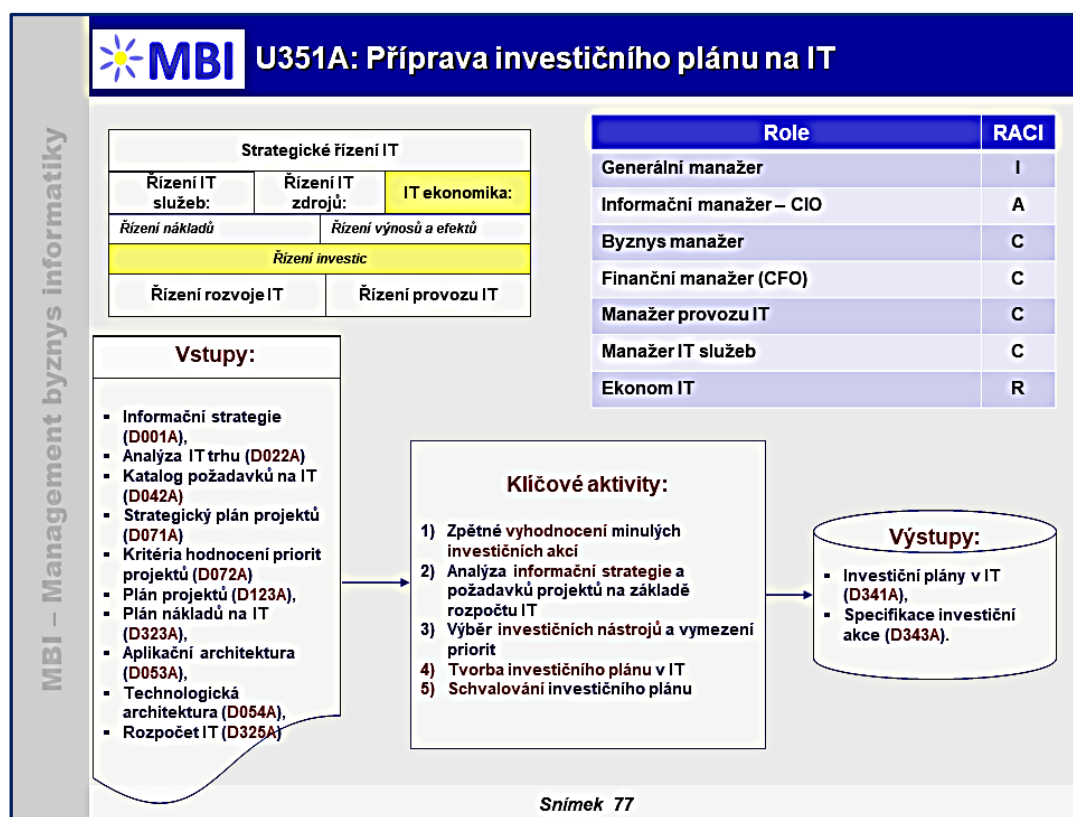 MBI
U351A: Příprava investičního plánu na IT
MBI – Management byznys informatiky
Strategické řízení IT
Řízení IT služeb:
Řízení IT zdrojů:
IT ekonomika:
Řízení nákladů
Řízení výnosů a efektů
Řízení investic
Řízení rozvoje IT
Řízení provozu IT
Role RACI
Generální manažer I
Informační manažer – CIO A
Byznys manažer C
Finanční manažer (CFO) C
Manažer provozu IT C
Manažer IT služeb C
Ekonom IT R
Vstupy:
▪ Informační strategie
(D001A),
▪ Analýza IT trhu (D022A)
▪ Katalog požadavků na IT
(D042A)
▪ Strategický plán projektů
(D071A)
▪ Kritéria hodnocení priorit
projektů (D072A)
▪ Plán projektů (D123A),
▪ Plán nákladů na IT
(D323A),
▪ Aplikační architektura
(D053A),
▪ Technologická
architektura (D054A),
▪ Rozpočet IT (D325A)
Klíčové aktivity:
1) Zpětné vyhodnocení minulých
investičních akcí
2) Analýza informační strategie a
požadavků projektů na základě
rozpočtu IT
3) Výběr investičních nástrojů a vymezení
priorit
4) Tvorba investičního plánu v IT
5) Schvalování investičního plánu
Výstupy:
▪ Investiční plány v IT
(D341A),
▪ Specifikace investiční
akce (D343A).
Snímek 77